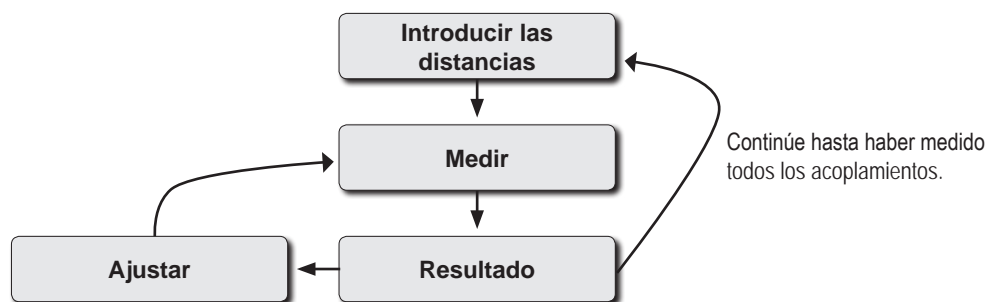 Introducir las
distancias
Medir
Continúe hasta haber medido
todos los acoplamientos.
Ajustar
Resultado